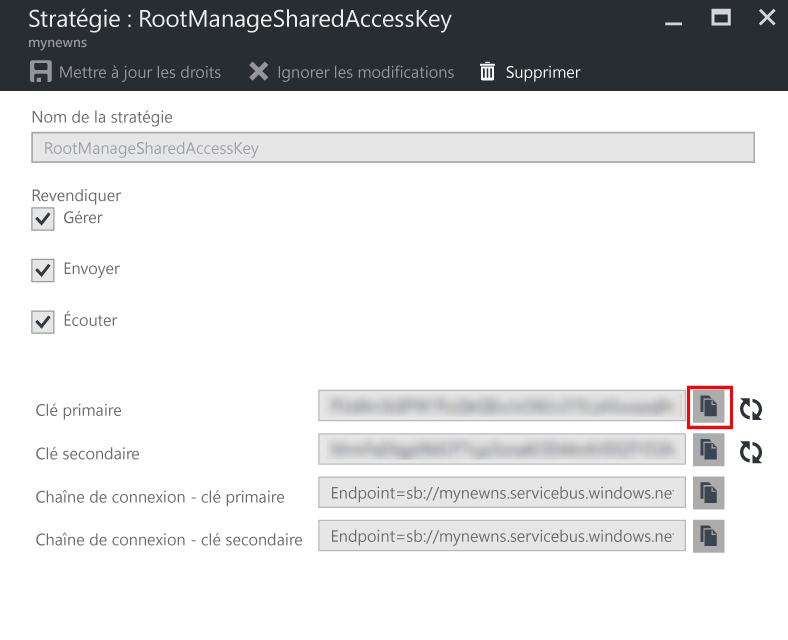 Stratégie : RootManageSharedAccessKey
mynewns
Mettre à jour les droits Ignorer les modifications Supprimer
Nom de la stratégie
RootManageSharedAccessKey
Revendiquer
Gérer
Envoyer
Écouter
Clé primaire
Clé secondaire
Chaîne de connexion - clé primaire Endpoint=sb://mynewns.servicebus.windows.ne
Chaîne de connexion - clé secondaire Endpoint=sb://mynewns.servicebus.windows.ne